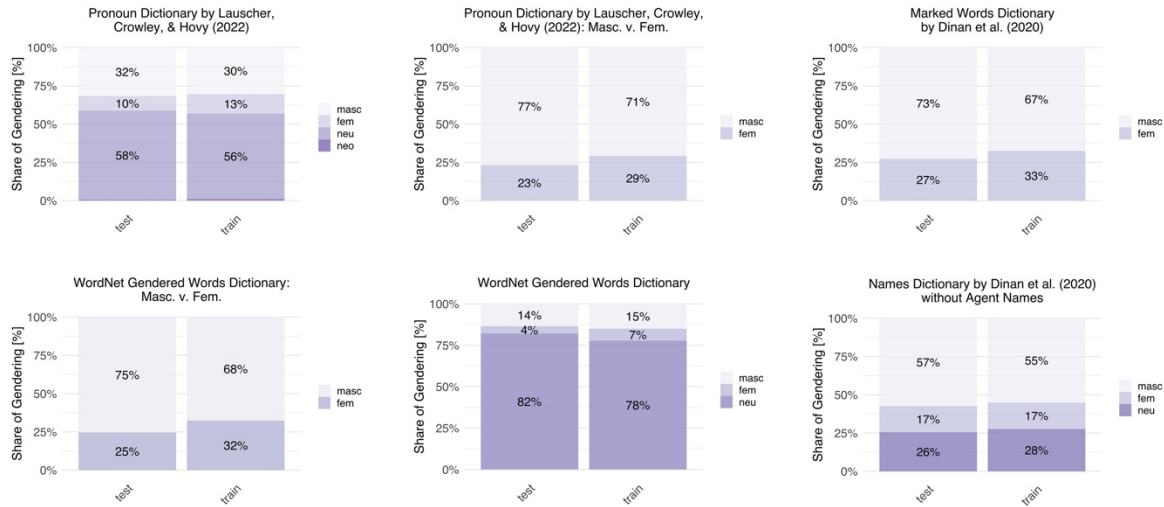 Pronoun Dictionary by Lauscher,
Crowley, & Hovy (2022)
Share of Gendering [%]
100%
75%
50%
25%
0%
32%
30%
10%
13%
58%
56%
test
train
masc
fem
neu
neo
Pronoun Dictionary by Lauscher, Crowley,
& Hovy (2022): Masc. v. Fem.
Share of Gendering [%]
100%
75%
50%
25%
0%
77%
71%
23%
29%
test
train
masc
fem
Marked Words Dictionary
by Dinan et al. (2020)
Share of Gendering [%]
100%
75%
50%
25%
0%
73%
67%
27%
33%
test
train
masc
fem
WordNet Gendered Words Dictionary:
Masc. v. Fem.
Share of Gendering [%]
100%
75%
50%
25%
0%
75%
68%
25%
32%
test
train
masc
fem
WordNet Gendered Words Dictionary
Share of Gendering [%]
100%
75%
50%
25%
0%
14%
15%
4%
7%
82%
78%
test
train
masc
fem
neu
Names Dictionary by Dinan et al. (2020)
without Agent Names
Share of Gendering [%]
100%
75%
50%
25%
0%
57%
55%
17%
17%
26%
28%
test
train
masc
fem
neu